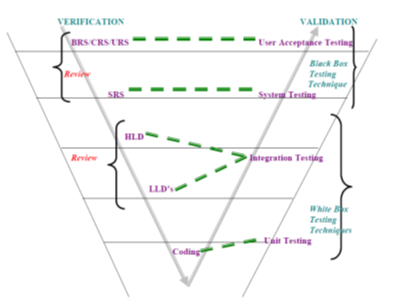 VERIFICATION VALIDATION
BRS/CRS/URS User Acceptance Testing
Review
Black Box
Testing
Technique
SRS System Testing
HLD
Review
Integration Testing
LLD's
White Box
Testing
Techniques
Unit Testing
Coding